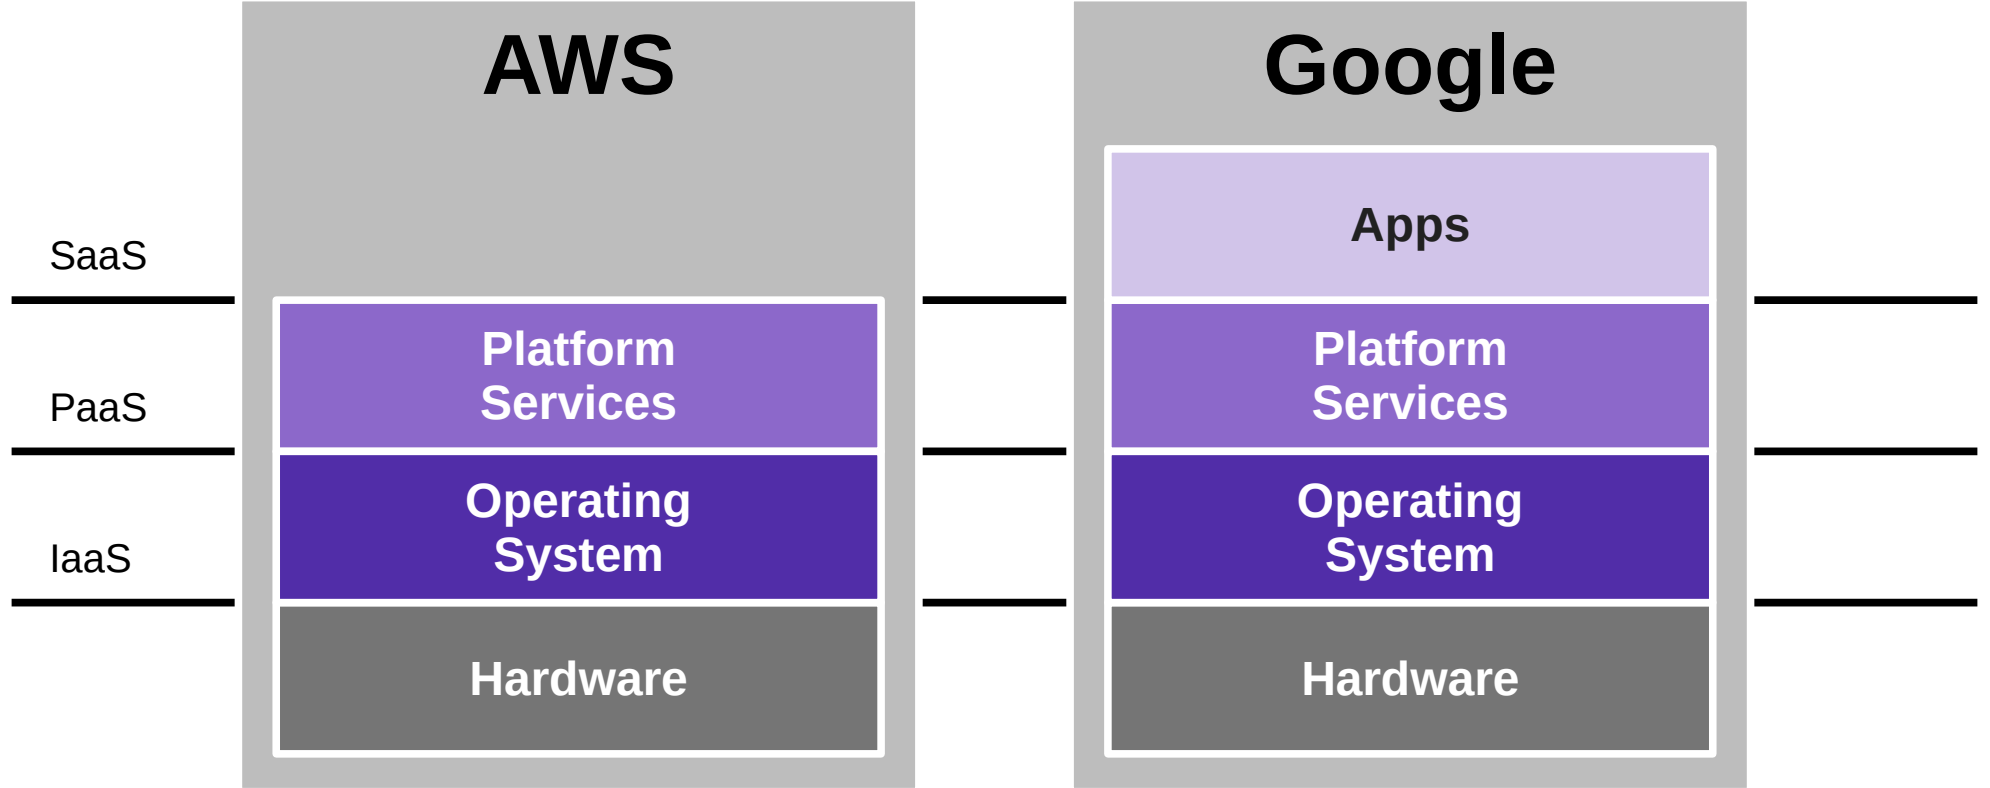 AWS
Google
SaaS
Apps
PaaS
Platform
Services
Platform
Services
IaaS
Operating
System
Operating
System
Hardware
Hardware